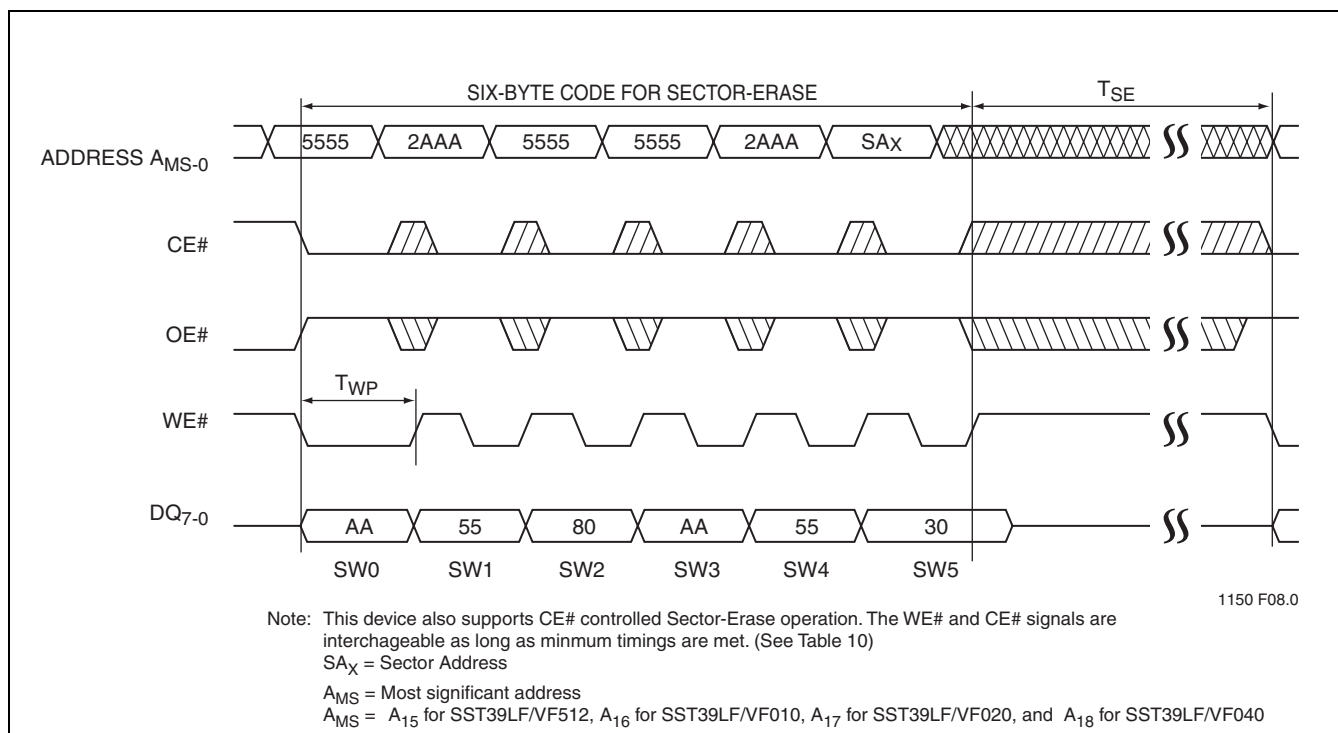 SIX-BYTE CODE FOR SECTOR-ERASE TSE
ADDRESS AMS-0 5555 2AAA 5555 5555 2AAA SAX
CE#
OE#
TWP
WE#
DQ7-0 AA 55 80 AA 55 30
SW0 SW1 SW2 SW3 SW4 SW5
1150 F08.0
Note: This device also supports CE# controlled Sector-Erase operation. The WE# and CE# signals are
interchageable as long as minmum timings are met. (See Table 10)
SAX = Sector Address
AMS = Most significant address
AMS = A15 for SST39LF/VF512, A16 for SST39LF/VF010, A17 for SST39LF/VF020, and A18 for SST39LF/VF040